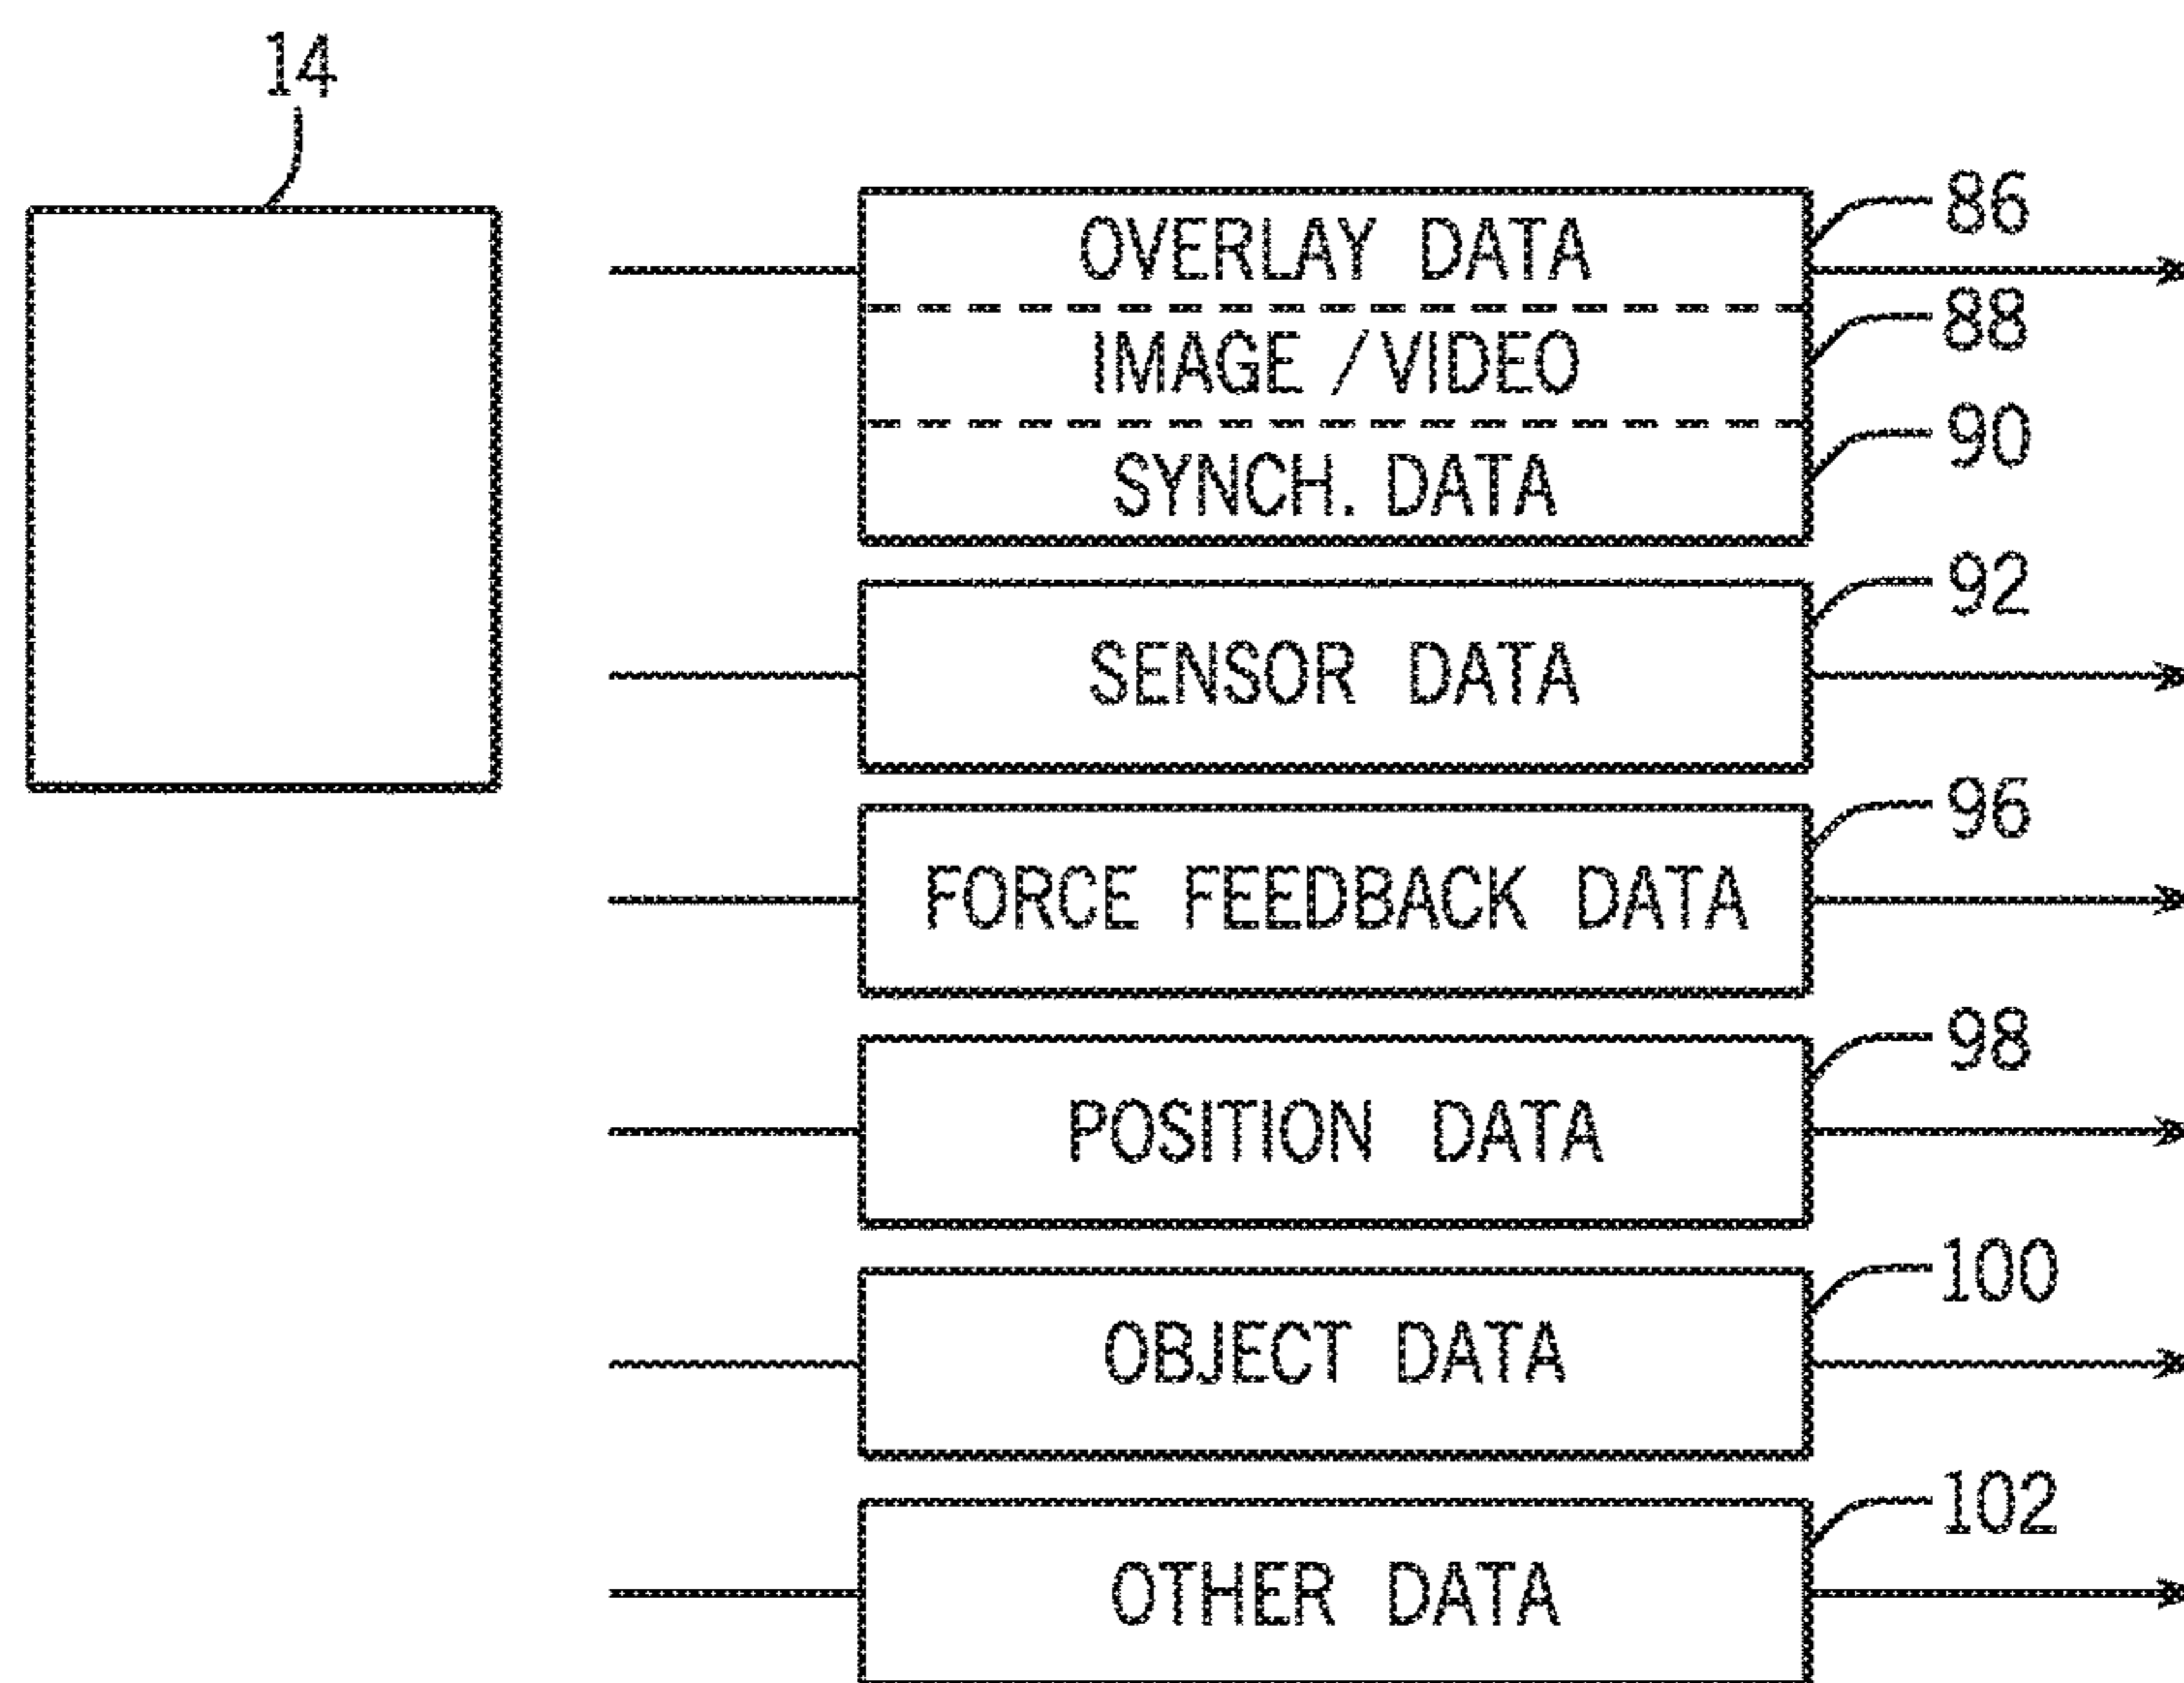 14
OVERLAY DATA
86
IMAGE / VIDEO
88
SYNCH. DATA
90
SENSOR DATA
92
FORCE FEEDBACK DATA
96
POSITION DATA
98
OBJECT DATA
100
OTHER DATA
102